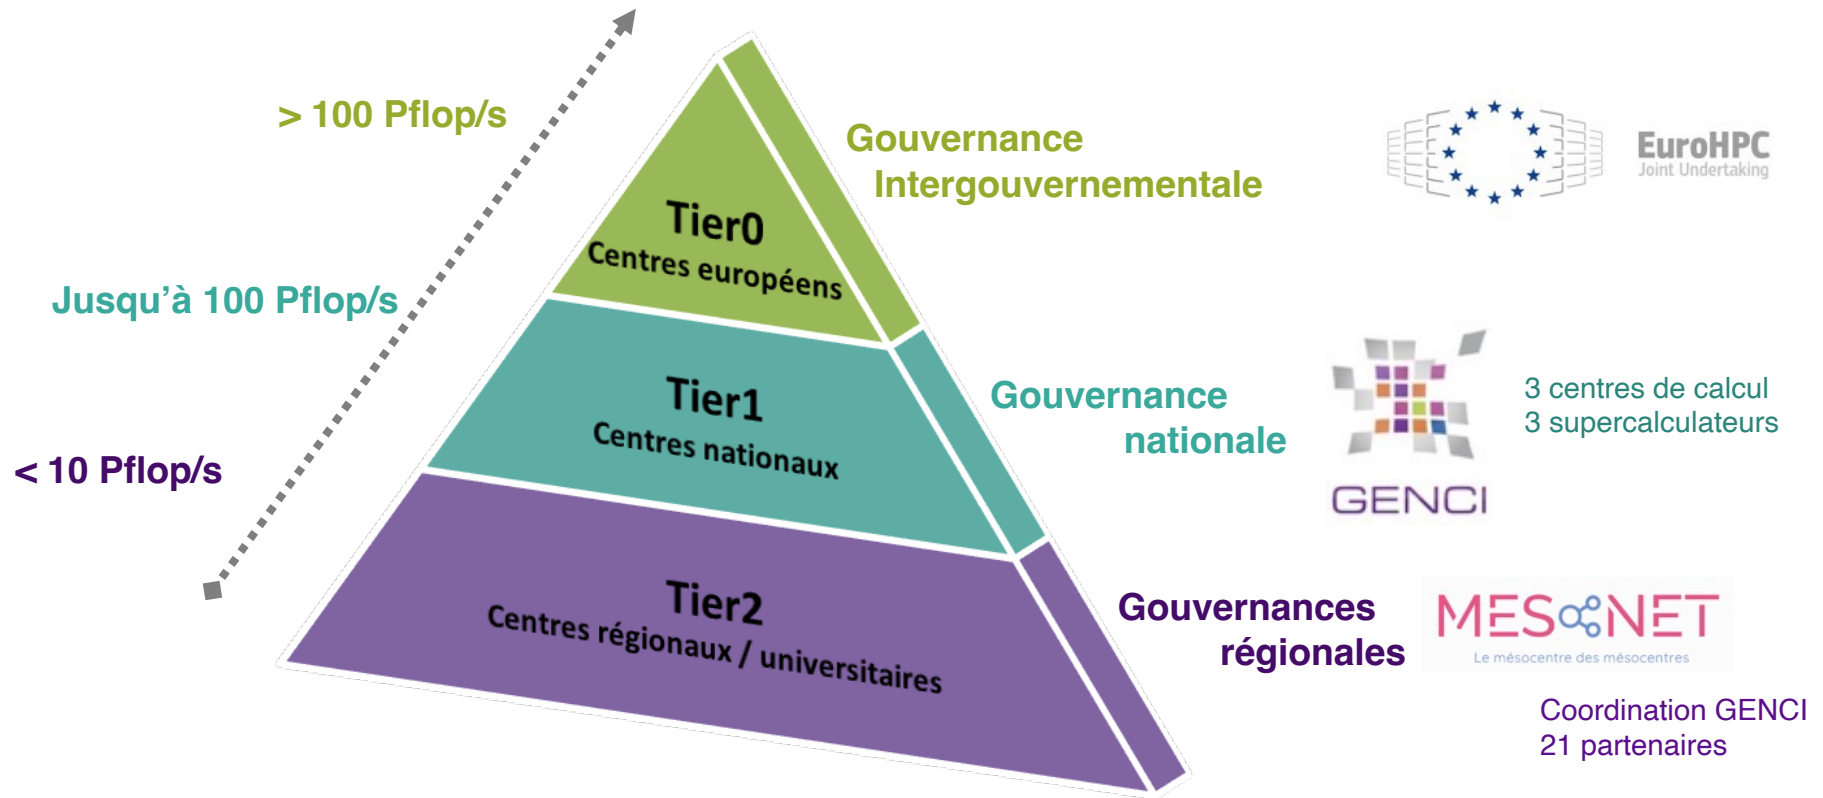 > 100 Pflop/s
Jusqu'à 100 Pflop/s
< 10 Pflop/s
Tier0
Centres européens
Tier1
Centres nationaux
Tier2
Centres régionaux / universitaires
Gouvernance
Intergouvernementale
EuroHPC
Joint Undertaking
Gouvernance
nationale
GENCI
3 centres de calcul
3 supercalculateurs
Gouvernances
régionales
MESONET
Le mésocentre des mésocentres
Coordination GENCI
21 partenaires